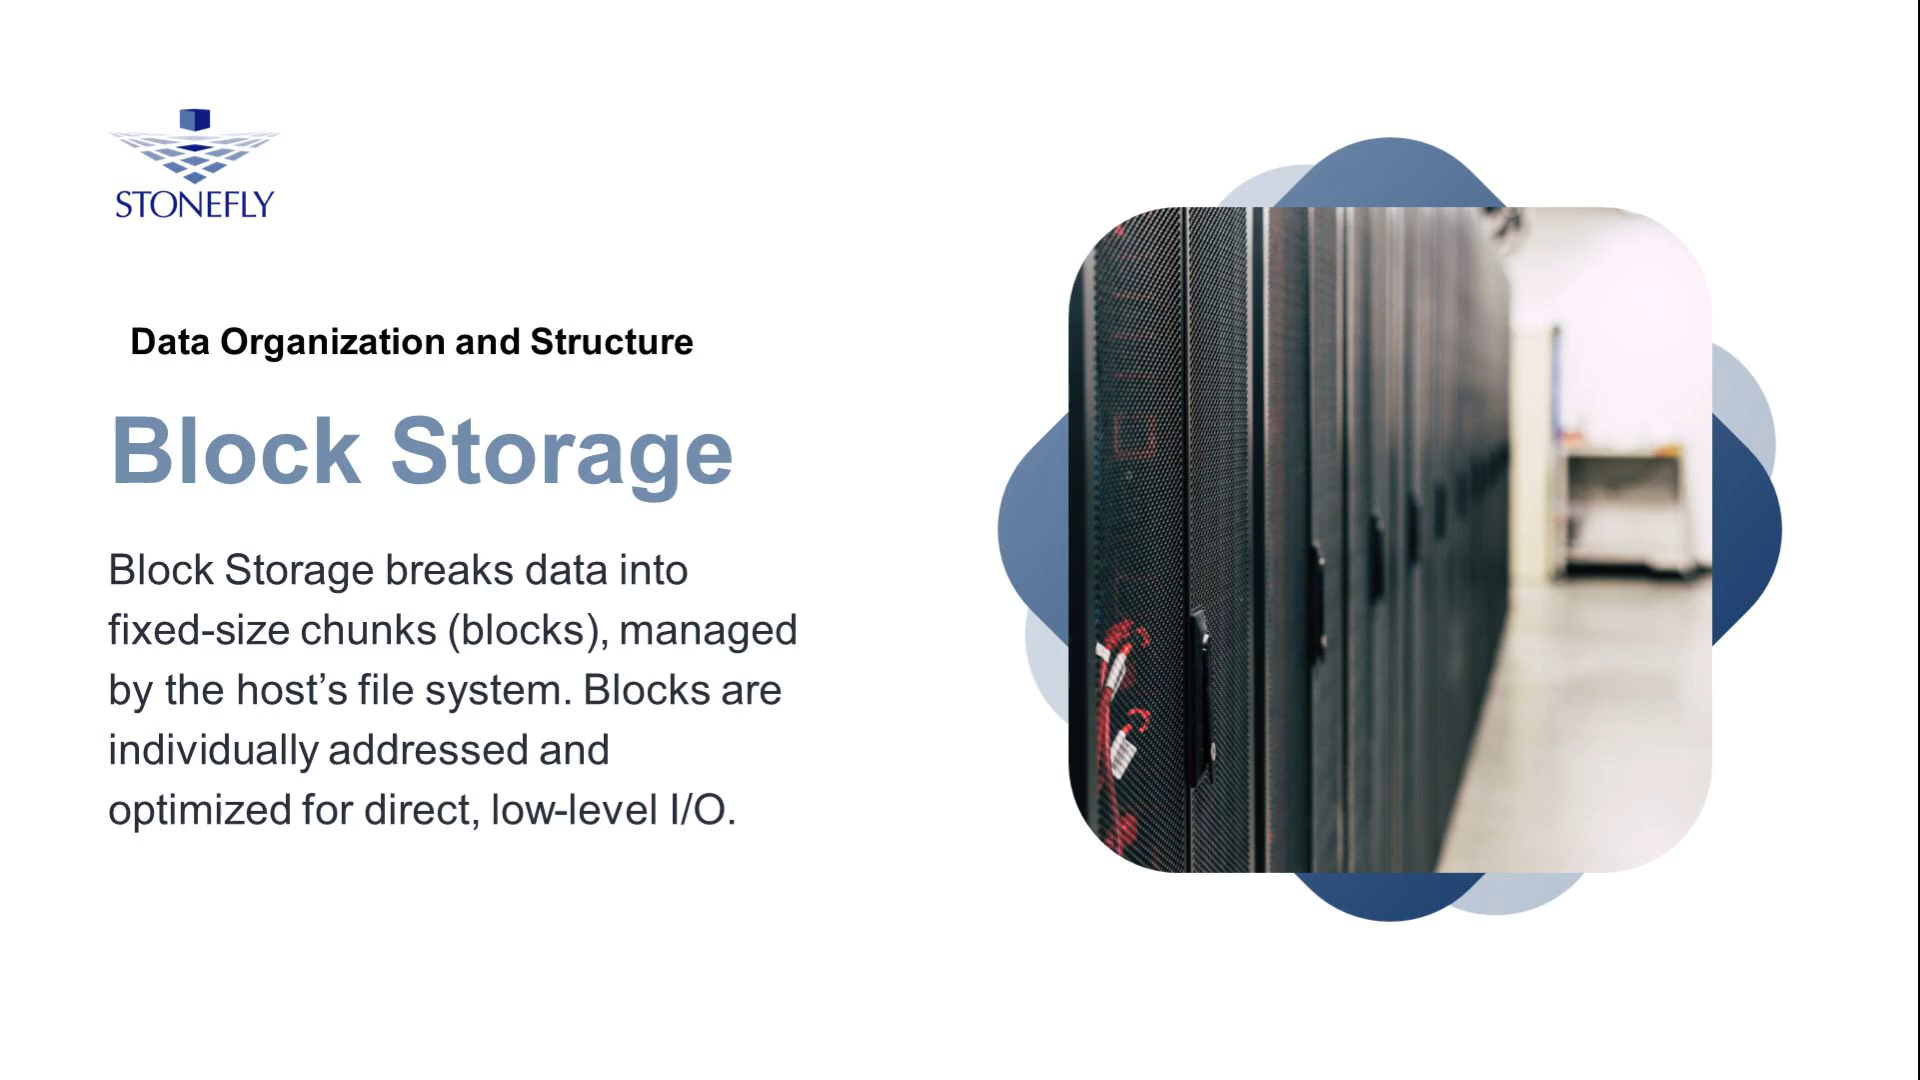 STONEFLY
Data Organization and Structure
Block Storage
Block Storage breaks data into
fixed-size chunks (blocks), managed
by the host’s file system. Blocks are
individually addressed and
optimized for direct, low-level I/O.